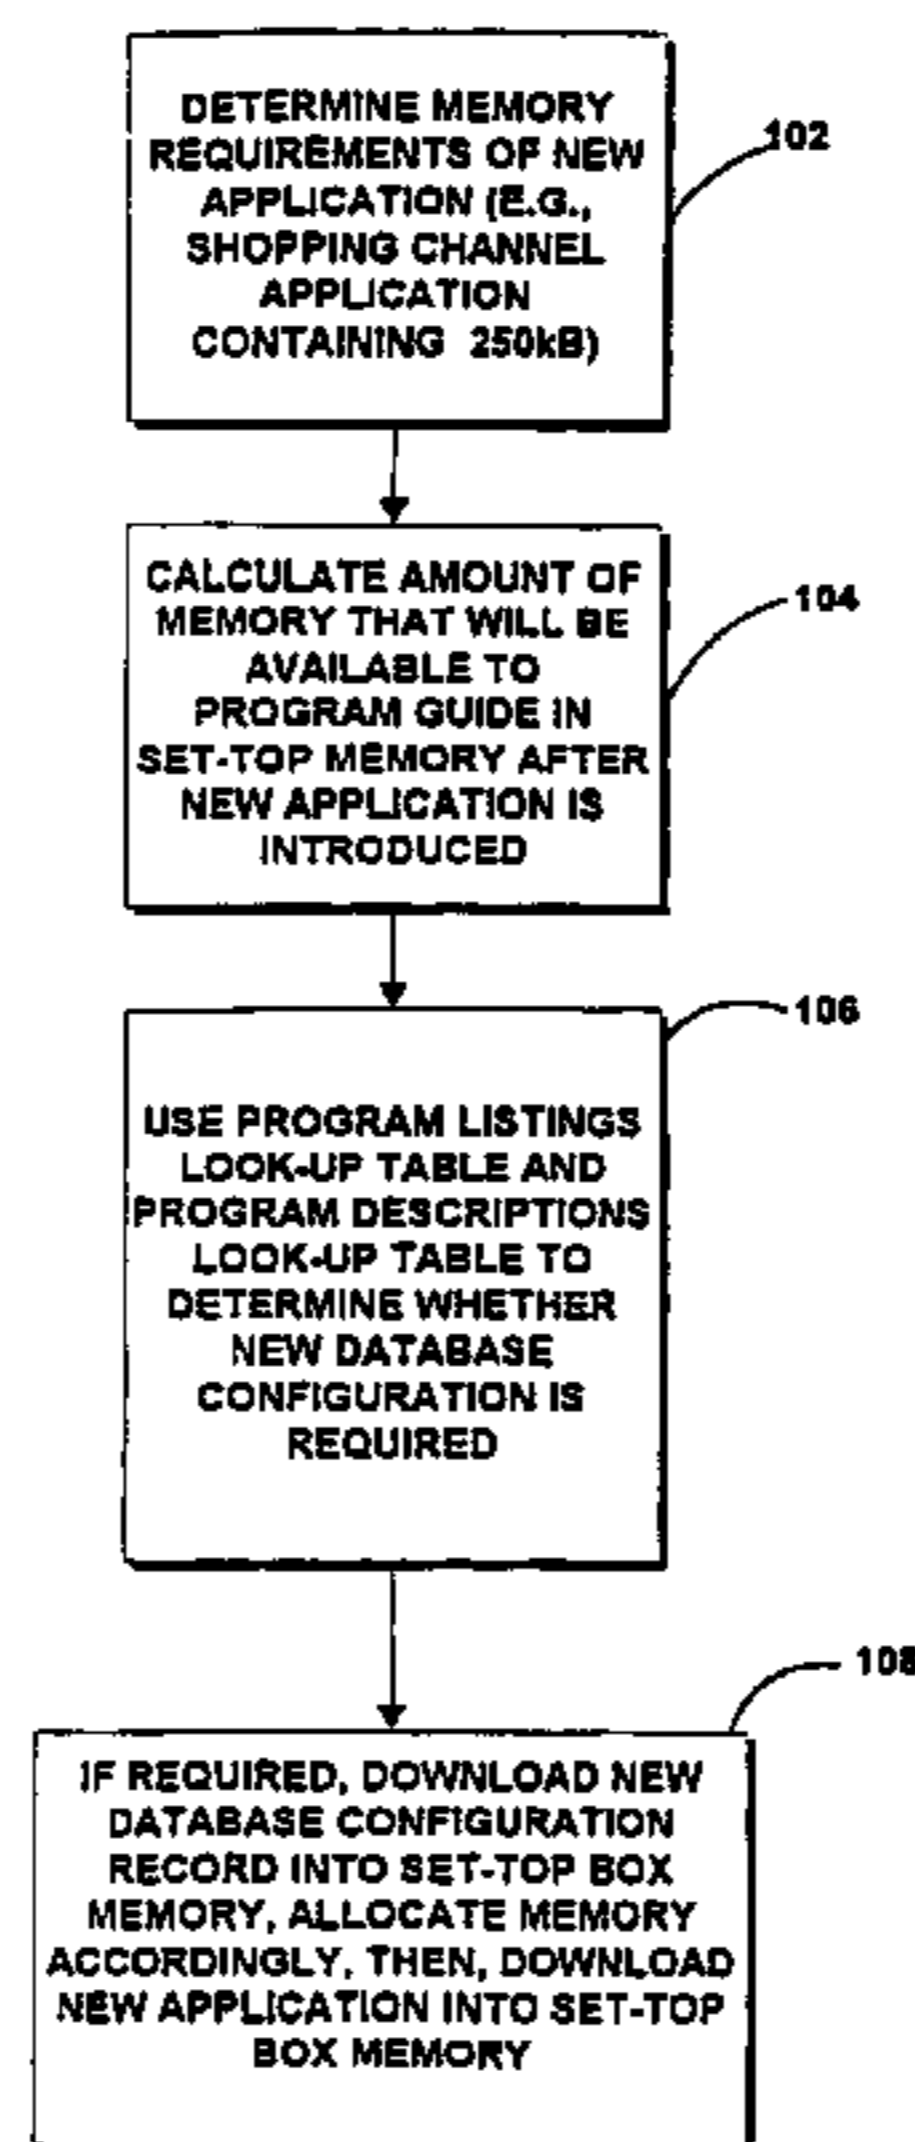 DETERMINE MEMORY
REQUIREMENTS OF NEW
APPLICATION (E.G.,
SHOPPING CHANNEL
APPLICATION
CONTAINING 250kB)
102
CALCULATE AMOUNT OF
MEMORY THAT WILL BE
AVAILABLE TO
PROGRAM GUIDE IN
SET-TOP MEMORY AFTER
NEW APPLICATION IS
INTRODUCED
104
106
USE PROGRAM LISTINGS
LOOK-UP TABLE AND
PROGRAM DESCRIPTIONS
LOOK-UP TABLE TO
DETERMINE WHETHER
NEW DATABASE
CONFIGURATION IS
REQUIRED
108
IF REQUIRED, DOWNLOAD NEW
DATABASE CONFIGURATION
RECORD INTO SET-TOP BOX
MEMORY, ALLOCATE MEMORY
ACCORDINGLY, THEN, DOWNLOAD
NEW APPLICATION INTO SET-TOP
BOX MEMORY